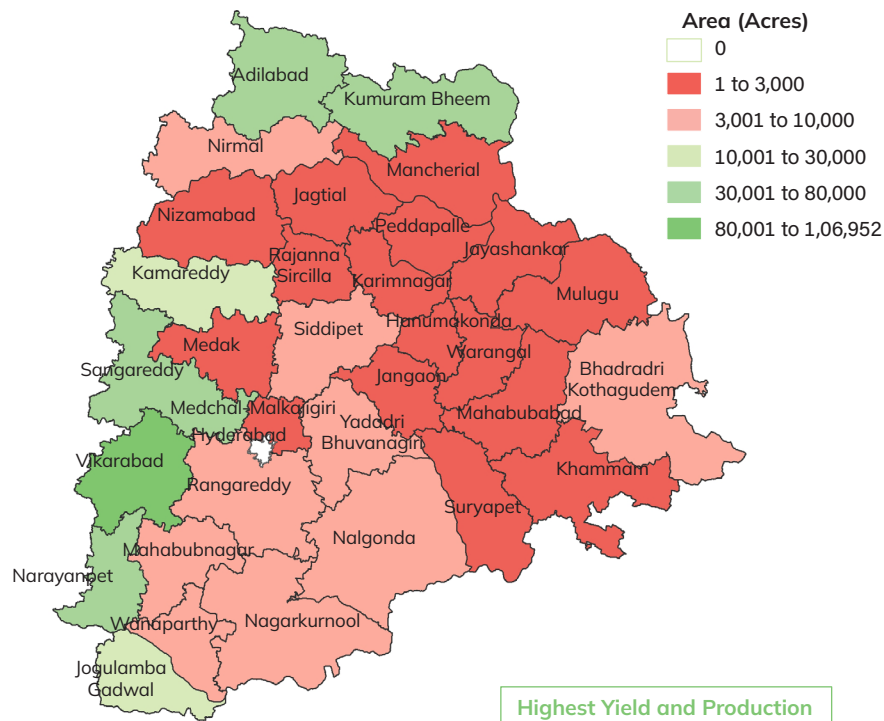 Area (Acres)
0
1 to 3,000
3,001 to 10,000
10,001 to 30,000
30,001 to 80,000
80,001 to 1,06,952
Adilabad
Kumuram Bheem
Nirmal
Mancherial
Jagtial
Nizamabad
Peddapalle
Jayashankar
Rajanna
Sircilla
Kamareddy
Karimnagar
Mulugu
Hanumakonda
Siddipet
Medak
Warangal
Sangareddy
Bhadradri
Kothagudem
Jangaon
Medchal-Malkajigiri
Mahabubabad
Yadadri
Bhuvanagiri
Hyderabad
Vikarabad
Khammam
Rangareddy
Suryapet
Nalgonda
Mahabubnagar
Narayanpet
Wanaparthy
Nagarkurnool
Jogulamba
Gadwal
Highest Yield and Production